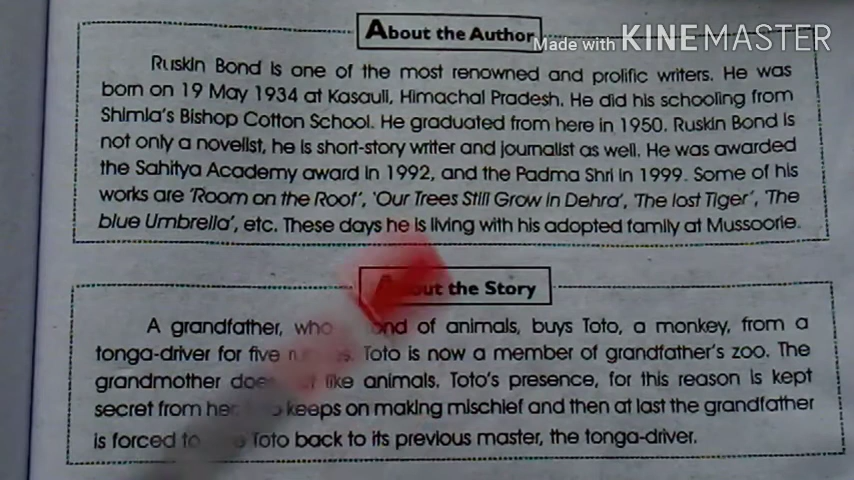 About the Author
Made with KINEMASTER
Ruskin Bond is one of the most renowned and prolific writers. He was
born on 19 May 1934 at Kasauli, Himachal Pradesh. He did his schooling from
Shimla's Bishop Cotton School. He graduated from here in 1950. Ruskin Bond is
not only a novelist, he is short-story writer and journalist as well. He was awarded
the Sahitya Academy award in 1992, and the Padma Shri in 1999. Some of his
works are 'Room on the Roof', 'Our Trees Still Grow in Dehra', 'The lost Tiger', 'The
blue Umbrella', etc. These days he is living with his adopted family at Mussoorie.
About the Story
A grandfather, who of animals, buys Toto, a monkey, from a
tonga-driver for five Toto is now a member of grandfather's zoo. The
grandmother like animals. Toto's presence, for this reason is kept
secret from keeps on making mischief and then at last the grandfather
is forced Toto back to its previous master, the tonga-driver.